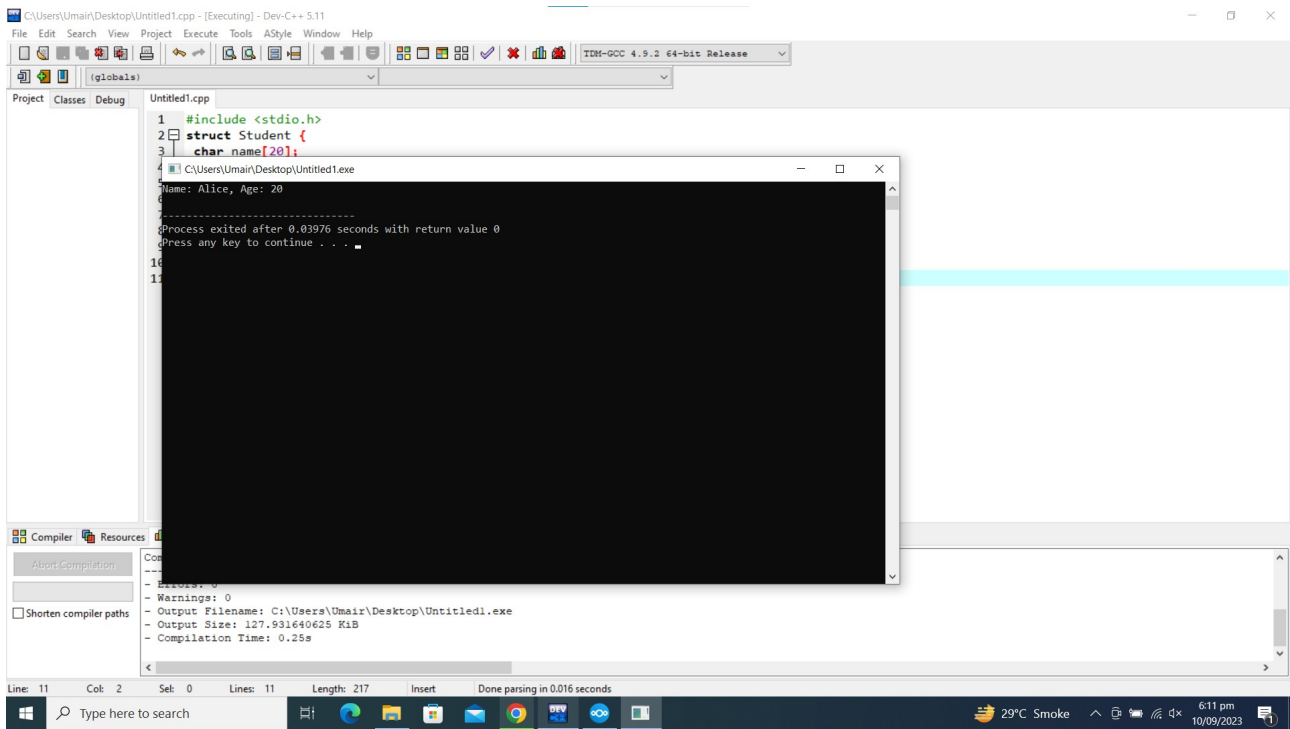 C:\Users\Umair\Desktop\Untitled1.cpp - [Executing] - Dev-C++ 5.11
File Edit Search View Project Execute Tools AStyle Window Help
TDM-GCC 4.9.2 64-bit Release
(globals)
Project Classes Debug
Untitled1.cpp
1 #include <stdio.h>
2 struct Student {
3 char name[20];
C:\Users\Umair\Desktop\Untitled1.exe
Name: Alice, Age: 20
--------------------------------
Process exited after 0.03976 seconds with return value 0
Press any key to continue . . .
10
11
Compiler Resources
Abort Compilation
Shorten compiler paths
- Errors: 0
- Warnings: 0
- Output Filename: C:\Users\Umair\Desktop\Untitled1.exe
- Output Size: 127.931640625 KiB
- Compilation Time: 0.25s
Line: 11 Col: 2 Sel: 0 Lines: 11 Length: 217 Insert Done parsing in 0.016 seconds
Type here to search
DEV
29°C Smoke
6:11 pm
10/09/2023
1